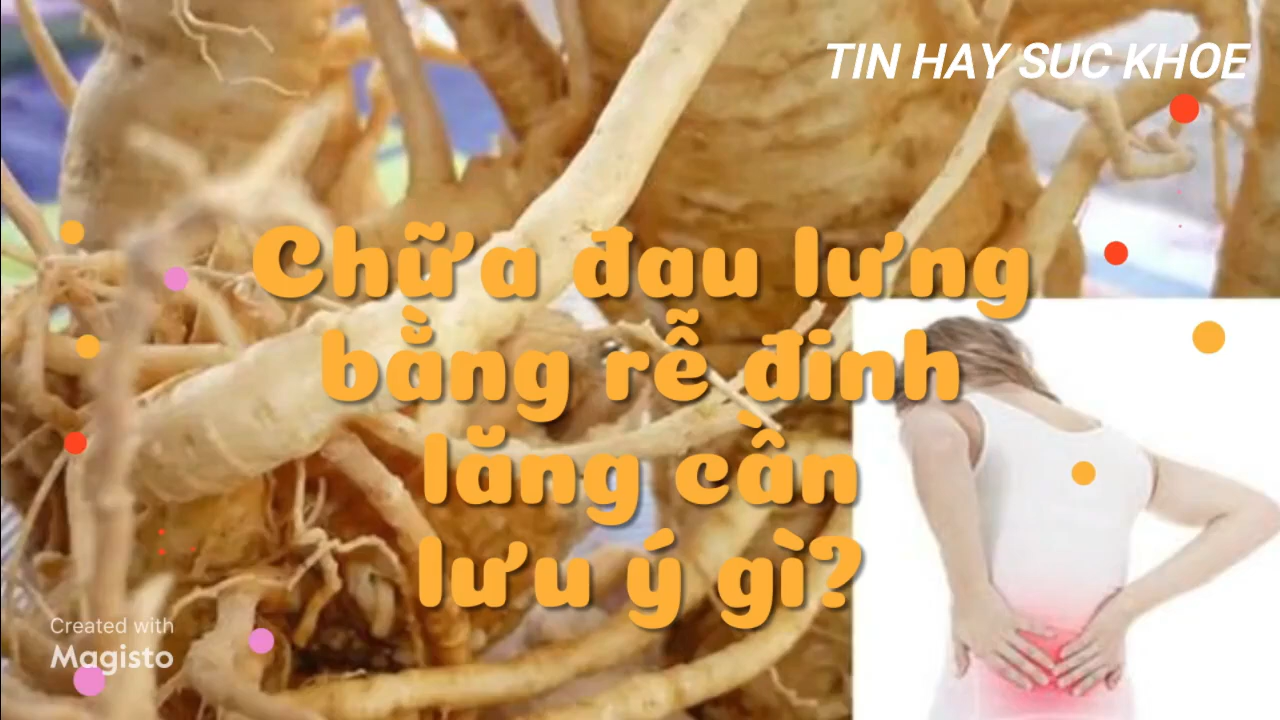 TIN HAY SUC KHOE
Chữa đau lưng
bằng rễ đinh
lăng cần
lưu ý gì?
Created with
Magisto